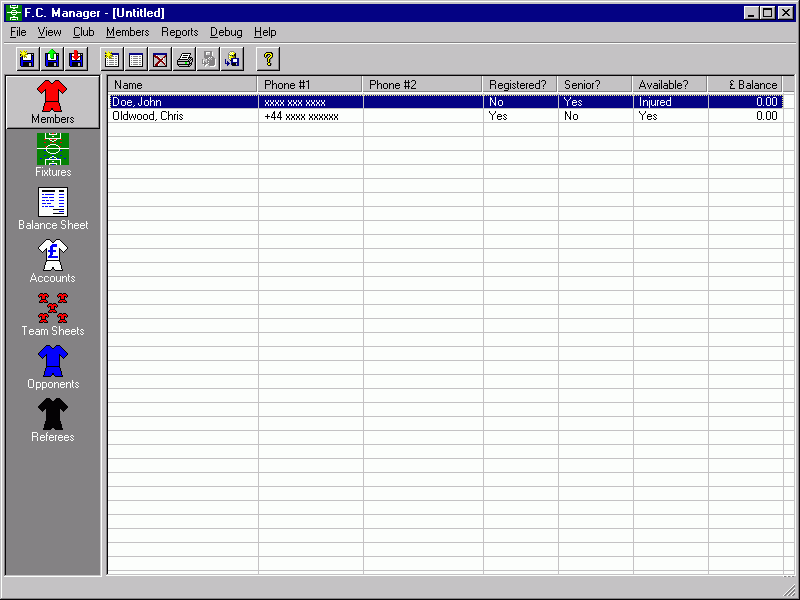 F.C. Manager - [Untitled]
File View Club Members Reports Debug Help
?
Name Phone #1 Phone #2 Registered? Senior? Available? £ Balance
Doe, John xxxx xxx xxxx No Yes Injured 0.00
Oldwood, Chris +44 xxxx xxxxxx Yes No Yes 0.00
Members
Fixtures
Balance Sheet
£
Accounts
Team Sheets
Opponents
Referees